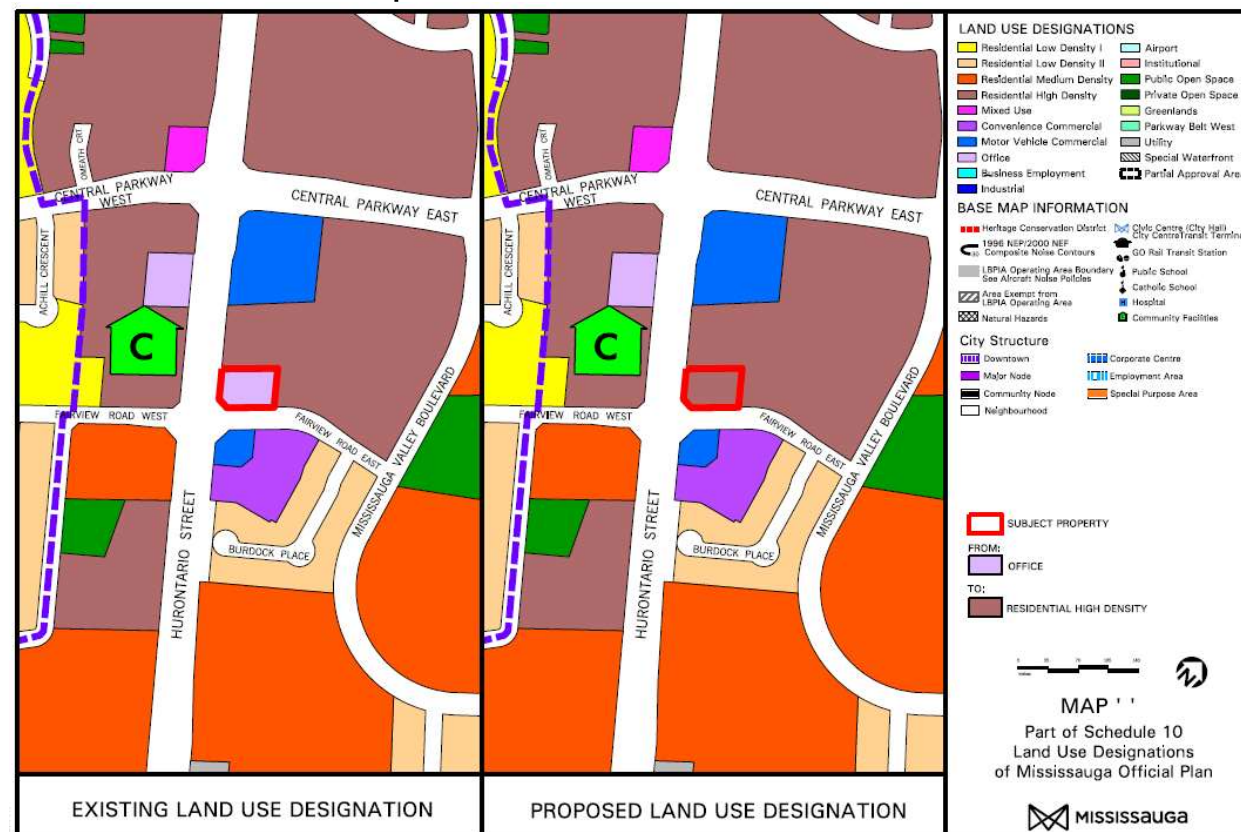 OMEATH CRT
CENTRAL PARKWAY
WEST
CENTRAL PARKWAY EAST
ACHILL CRESCENT
C
FAIRVIEW ROAD WEST
FAIRVIEW ROAD EAST
MISSISSAUGA VALLEY BOULEVARD
HURONTARIO STREET
BURDOCK PLACE
EXISTING LAND USE DESIGNATION
OMEATH CRT
CENTRAL PARKWAY
WEST
CENTRAL PARKWAY EAST
ACHILL CRESCENT
C
FAIRVIEW ROAD WEST
FAIRVIEW ROAD EAST
MISSISSAUGA VALLEY BOULEVARD
HURONTARIO STREET
BURDOCK PLACE
PROPOSED LAND USE DESIGNATION
LAND USE DESIGNATIONS
Residential Low Density I
Residential Low Density II
Residential Medium Density
Residential High Density
Mixed Use
Convenience Commercial
Motor Vehicle Commercial
Office
Business Employment
Industrial
Airport
Institutional
Public Open Space
Private Open Space
Greenlands
Parkway Belt West
Utility
Special Waterfront
Partial Approval Area
BASE MAP INFORMATION
Heritage Conservation District
1996 NEP/2000 NEF
Composite Noise Contours
LBPIA Operating Area Boundary
See Aircraft Noise Policies
Area Exempt from
LBPIA Operating Area
Natural Hazards
Civic Centre (City Hall)
City Centre Transit Termina
GO Rail Transit Station
Public School
Catholic School
H Hospital
Community Facilities
City Structure
Downtown
Major Node
Community Node
Neighbourhood
Corporate Centre
Employment Area
Special Purpose Area
SUBJECT PROPERTY
FROM:
OFFICE
TO:
RESIDENTIAL HIGH DENSITY
MAP ' '
Part of Schedule 10
Land Use Designations
of Mississauga Official Plan
MISSISSAUGA